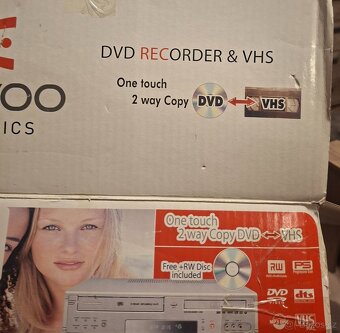 DVD RECORDER & VHS
OO
ICS
One touch
2 way Copy DVD VHS
One touch
2 way Copy DVD VHS
Free +RW Disc
included
RW
DVD
dts
VHS